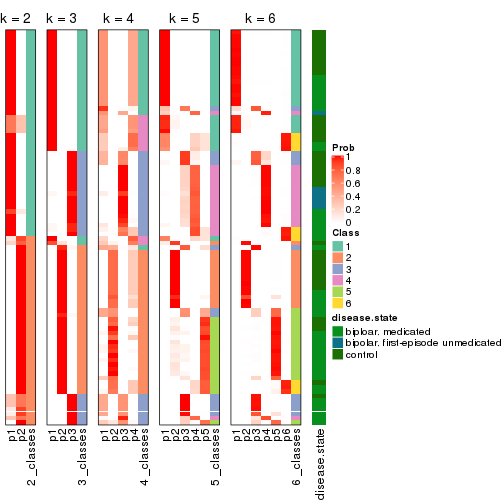 k = 2 k = 3 k = 4 k = 5 k = 6
Prob
1
0.8
0.6
0.4
0.2
0
Class
1
2
3
4
5
6
disease.state
biploar, medicated
bipolar, first-episode unmedicated
control
p1
p2
2_classes
p1
p2
p3
3_classes
p1
p2
p3
p4
4_classes
p1
p2
p3
p4
p5
5_classes
p1
p2
p3
p4
p5
p6
6_classes
disease.state